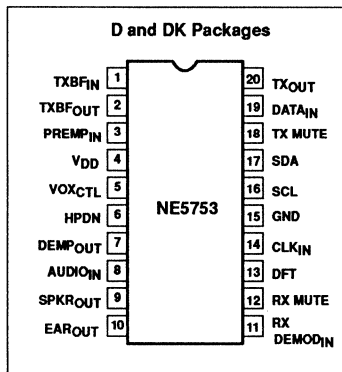 D and DK Packages
TXBFIN 1 20 TXOUT
TXBFOUT 2 19 DATAIN
PREMPIN 3 18 TX MUTE
VDD 4 17 SDA
VOXCTL 5 16 SCL
HPDN 6 15 GND
NE5753
DEMPOUT 7 14 CLKIN
AUDIOIN 8 13 DFT
SPKROUT 9 12 RX MUTE
EAROUT 10 11 RX
DEMODIN